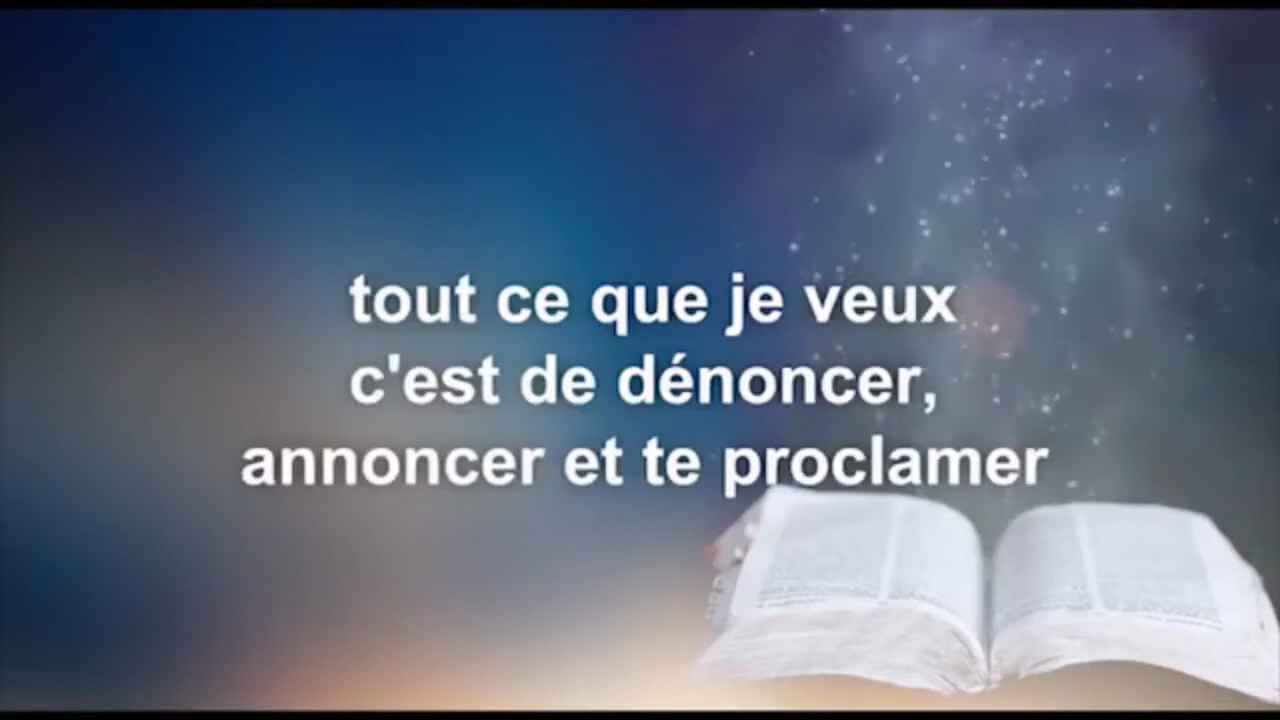 tout ce que je veux
c'est de dénoncer,
annoncer et te proclamer